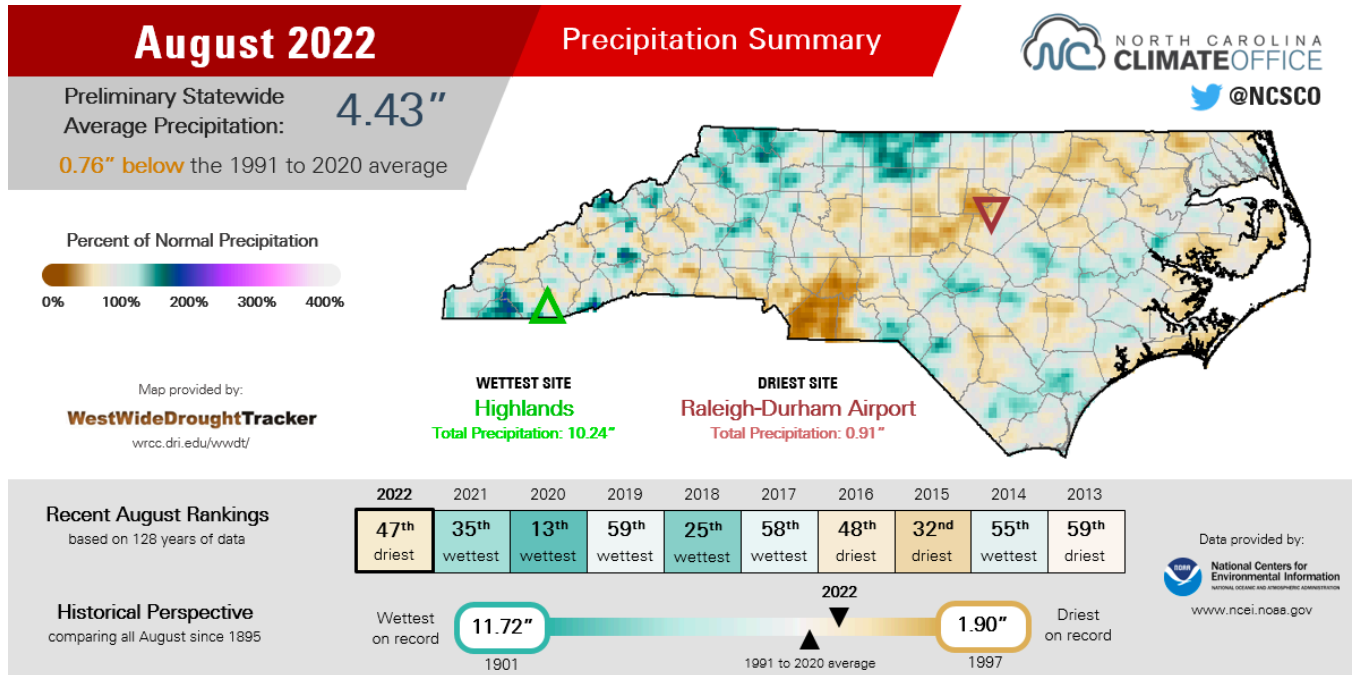 August 2022
Precipitation Summary
NC
NORTH CAROLINA
CLIMATEOFFICE
@NCSCO
Preliminary Statewide
Average Precipitation:
4.43”
0.76” below the 1991 to 2020 average
Percent of Normal Precipitation
0% 100% 200% 300% 400%
Map provided by:
WestWideDroughtTracker
wrcc.dri.edu/wwdt/
WETTEST SITE
Highlands
Total Precipitation: 10.24”
DRIEST SITE
Raleigh-Durham Airport
Total Precipitation: 0.91”
Recent August Rankings
based on 128 years of data
2022 2021 2020 2019 2018 2017 2016 2015 2014 2013
47th 35th 13th 59th 25th 58th 48th 32nd 55th 59th
driest wettest wettest wettest wettest wettest driest driest wettest driest
Data provided by:
NOAA
National Centers for
Environmental Information
NATIONAL OCEANIC AND ATMOSPHERIC ADMINISTRATION
www.ncei.noaa.gov
Historical Perspective
comparing all August since 1895
Wettest
on record
11.72”
1901
2022
1991 to 2020 average
1.90”
1997
Driest
on record